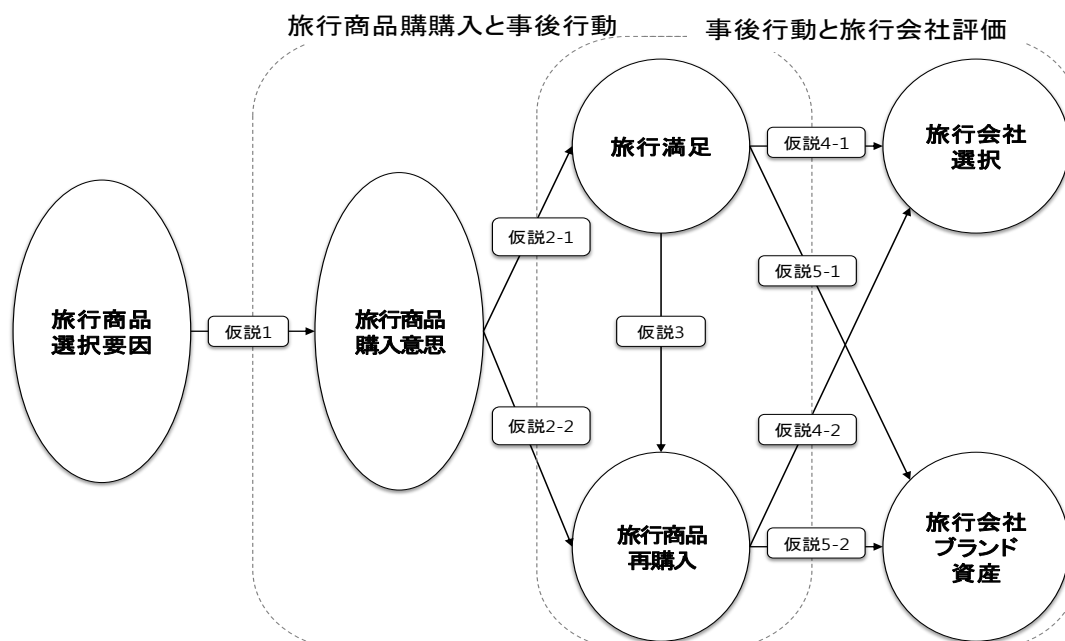 旅行商品購購入と事後行動
事後行動と旅行会社評価
旅行満足
仮説4-1
旅行会社
選択
仮説2-1
仮説5-1
旅行商品
選択要因
仮説1
旅行商品
購入意思
仮説3
仮説2-2
仮説4-2
旅行商品
再購入
仮説5-2
旅行会社
ブランド
資産